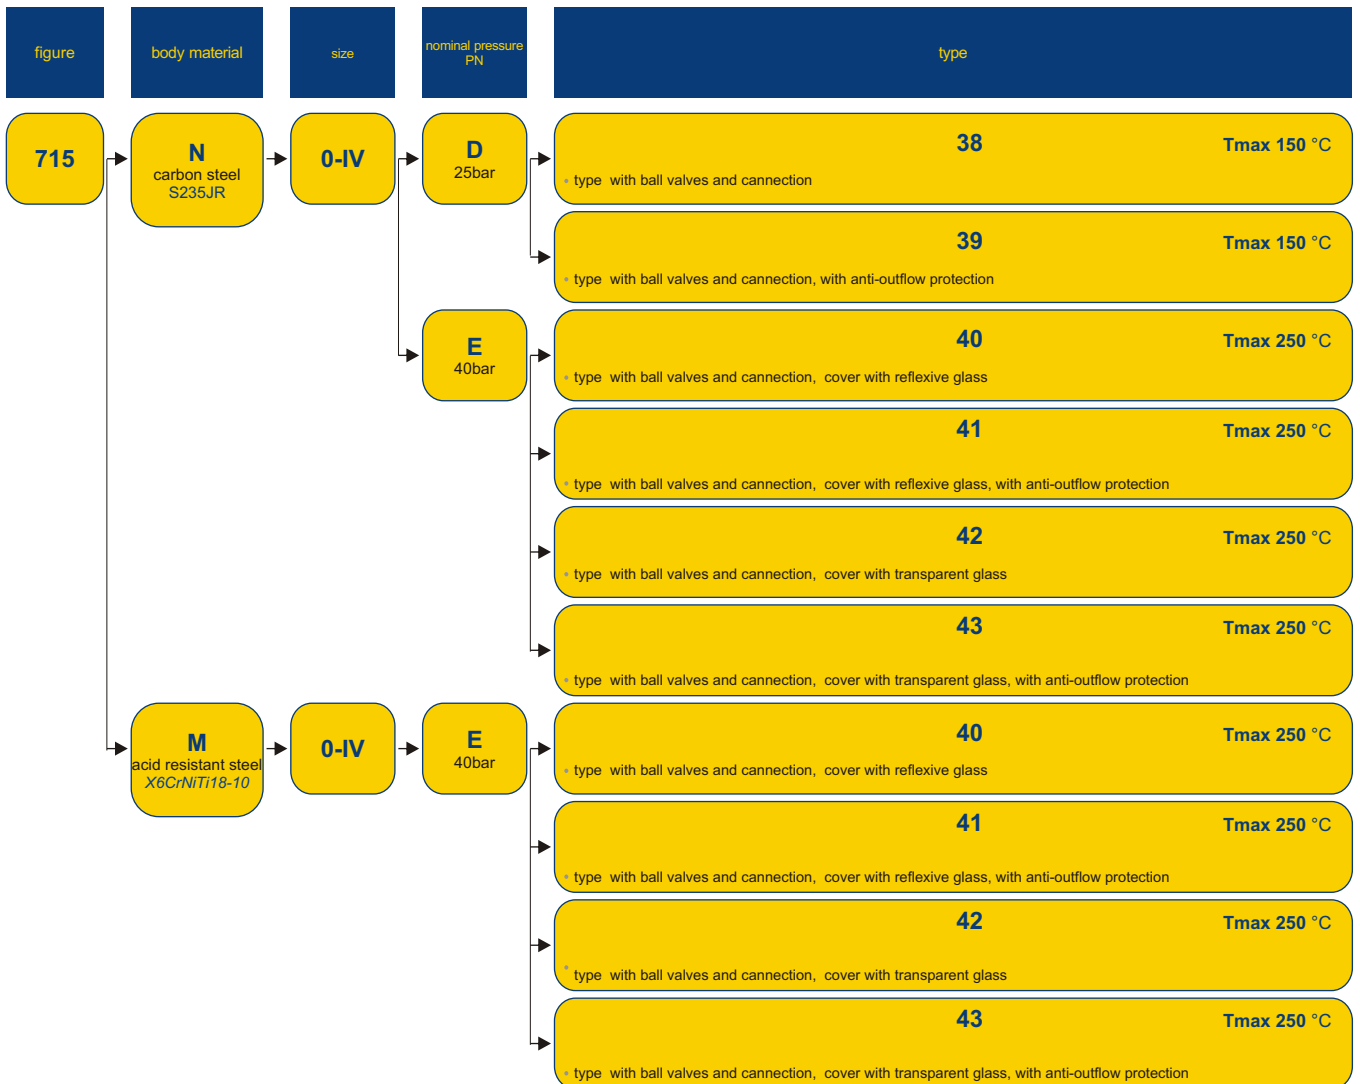 figure
body material
size
nominal pressure
PN
type
715
N
carbon steel
S235JR
0-IV
D
25bar
38
Tmax 150 °C
• type with ball valves and cannection
39
Tmax 150 °C
• type with ball valves and cannection, with anti-outflow protection
E
40bar
40
Tmax 250 °C
• type with ball valves and cannection, cover with reflexive glass
41
Tmax 250 °C
• type with ball valves and cannection, cover with reflexive glass, with anti-outflow protection
42
Tmax 250 °C
• type with ball valves and cannection, cover with transparent glass
43
Tmax 250 °C
• type with ball valves and cannection, cover with transparent glass, with anti-outflow protection
M
acid resistant steel
X6CrNiTi18-10
0-IV
E
40bar
40
Tmax 250 °C
• type with ball valves and cannection, cover with reflexive glass
41
Tmax 250 °C
• type with ball valves and cannection, cover with reflexive glass, with anti-outflow protection
42
Tmax 250 °C
• type with ball valves and cannection, cover with transparent glass
43
Tmax 250 °C
• type with ball valves and cannection, cover with transparent glass, with anti-outflow protection